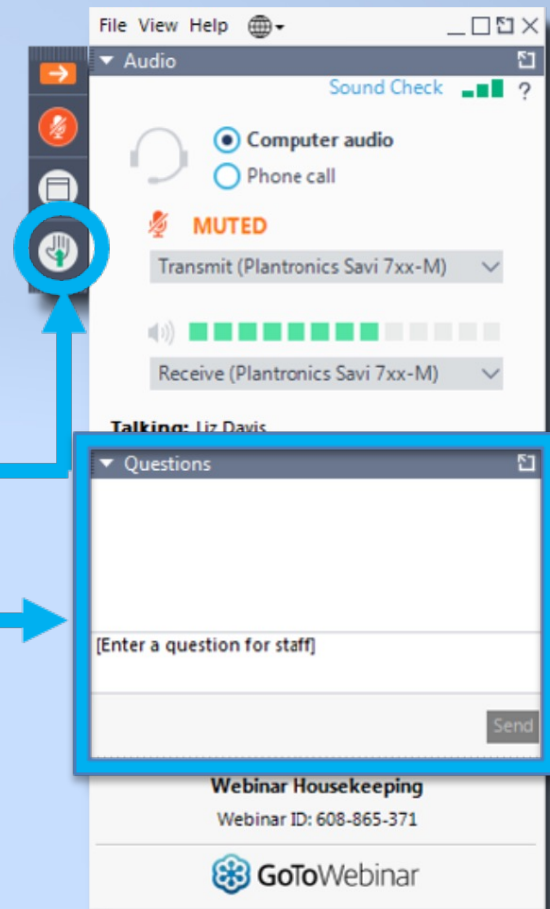 File View Help
Audio
Sound Check ?
Computer audio
Phone call
MUTED
Transmit (Plantronics Savi 7xx-M)
Receive (Plantronics Savi 7xx-M)
Talking: Liz Davis
Questions
[Enter a question for staff]
Send
Webinar Housekeeping
Webinar ID: 608-865-371
GoToWebinar